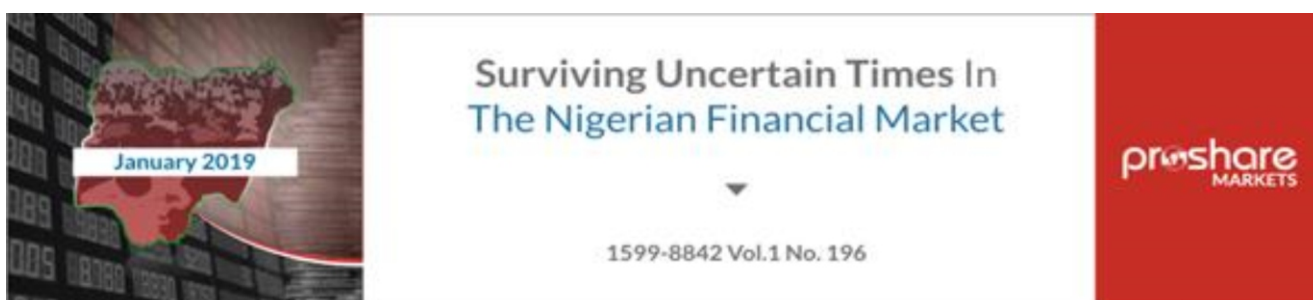 January 2019
Surviving Uncertain Times In
The Nigerian Financial Market
1599-8842 Vol.1 No. 196
proshare
MARKETS